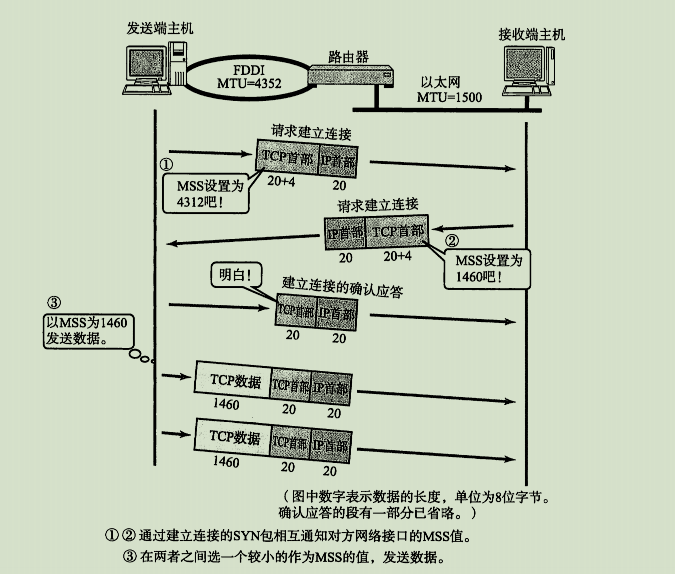 发送端主机
接收端主机
路由器
FDDI
MTU=4352
以太网
MTU=1500
请求建立连接
①
TCP首部 IP首部
20+4 20
MSS设置为
4312吧！
请求建立连接
IP首部 TCP首部
20 20+4
②
MSS设置为
1460吧！
明白！
建立连接的确认应答
TCP首部 IP首部
20 20
③
以MSS为1460
发送数据。
TCP数据 TCP首部 IP首部
1460 20 20
TCP数据 TCP首部 IP首部
1460 20 20
（图中数字表示数据的长度，单位为8位字节。
确认应答的段有一部分已省略。）
①②通过建立连接的SYN包相互通知对方网络接口的MSS值。
③在两者之间选一个较小的作为MSS的值，发送数据。